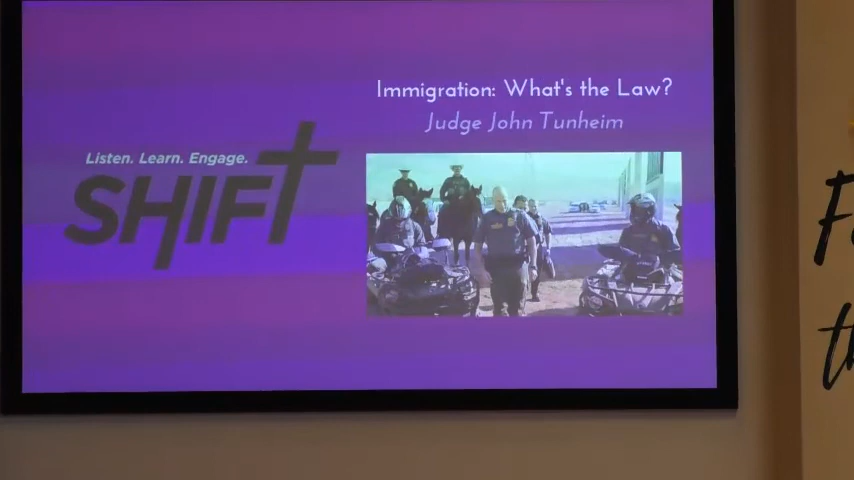 Immigration: What's the Law?
Judge John Tunheim
Listen. Learn. Engage.
SHIFT